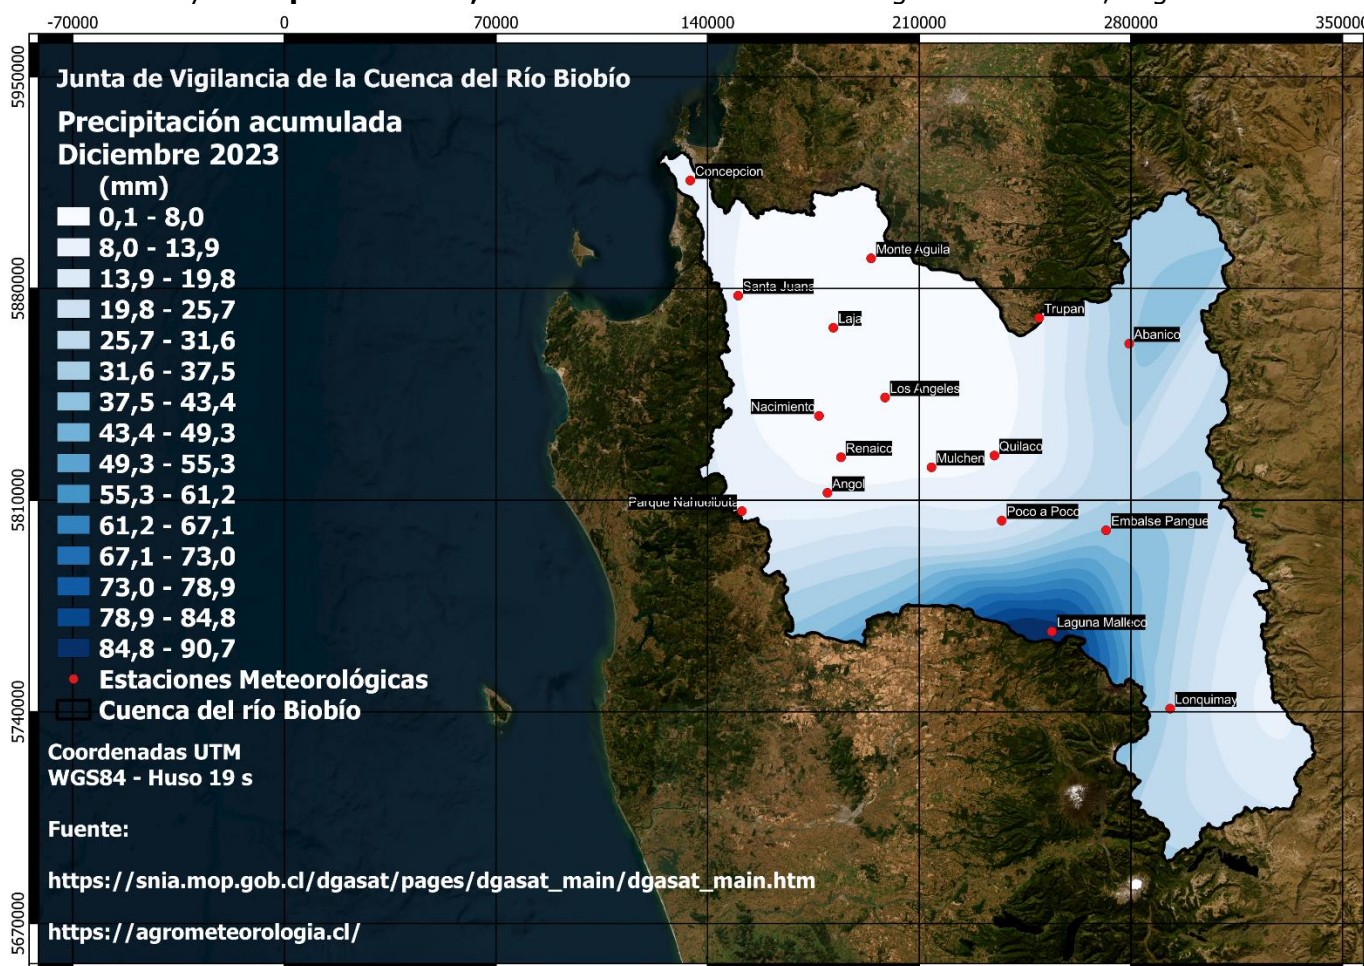 -70000 0 70000 140000 210000 280000 350000
5950000
5880000
5810000
5740000
5670000
Junta de Vigilancia de la Cuenca del Río Biobío
Precipitación acumulada
Diciembre 2023
(mm)
0,1 - 8,0
8,0 - 13,9
13,9 - 19,8
19,8 - 25,7
25,7 - 31,6
31,6 - 37,5
37,5 - 43,4
43,4 - 49,3
49,3 - 55,3
55,3 - 61,2
61,2 - 67,1
67,1 - 73,0
73,0 - 78,9
78,9 - 84,8
84,8 - 90,7
Estaciones Meteorológicas
Cuenca del río Biobío
Coordenadas UTM
WGS84 - Huso 19 s
Fuente:
https://snia.mop.gob.cl/dgasat/pages/dgasat_main/dgasat_main.htm
https://agrometeorologia.cl/
Concepcion
Monte Aguila
Santa Juana
Trupan
Laja
Abanico
Los Angeles
Nacimiento
Renaico
Quilaco
Mulchen
Angol
Parque Nahuelbuta
Poco a Poco
Embalse Pangue
Laguna Malleco
Lonquimay